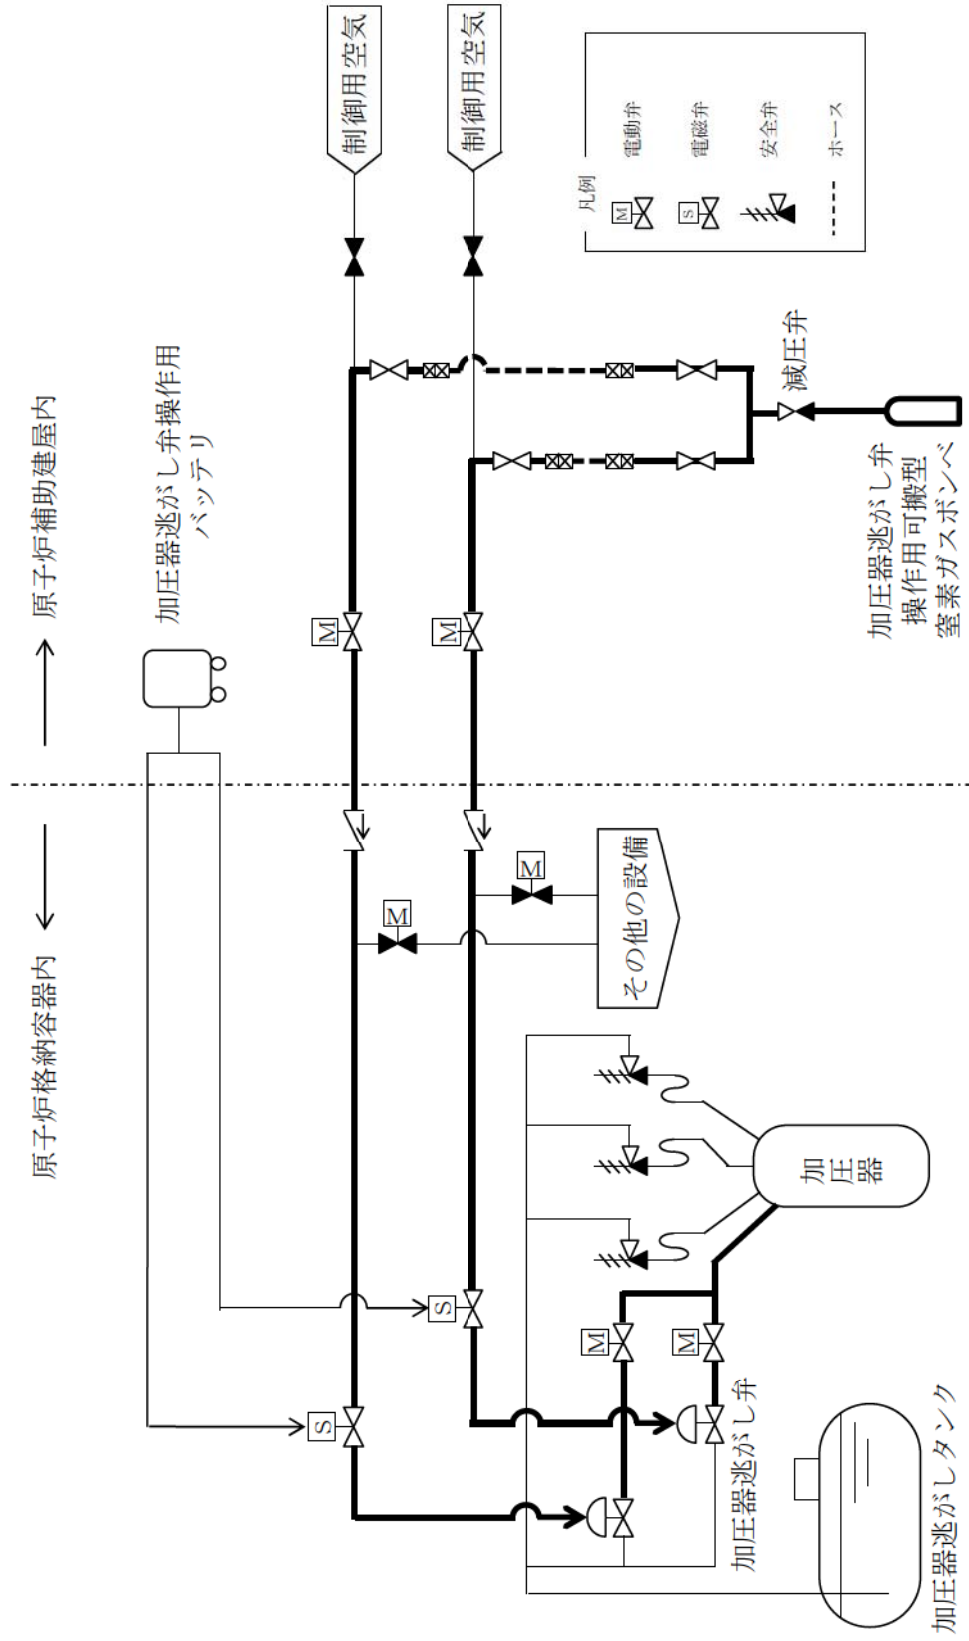 原子炉格納容器内
原子炉補助建屋内
加圧器逃がし弁操作用
バッテリ
S
M
制御用空気
M
S
M
制御用空気
M
その他の設備
M
M
加圧器逃がし弁
加圧器
加圧器逃がしタンク
減圧弁
加圧器逃がし弁
操作用可搬型
窒素ガスボンベ
凡例
M 電動弁
S 電磁弁
安全弁
ホース